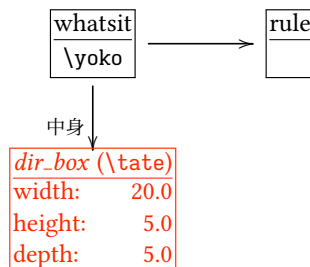 whatsit
\yoko
rule
中身
dir_box (\tate)
width: 20.0
height: 5.0
depth: 5.0